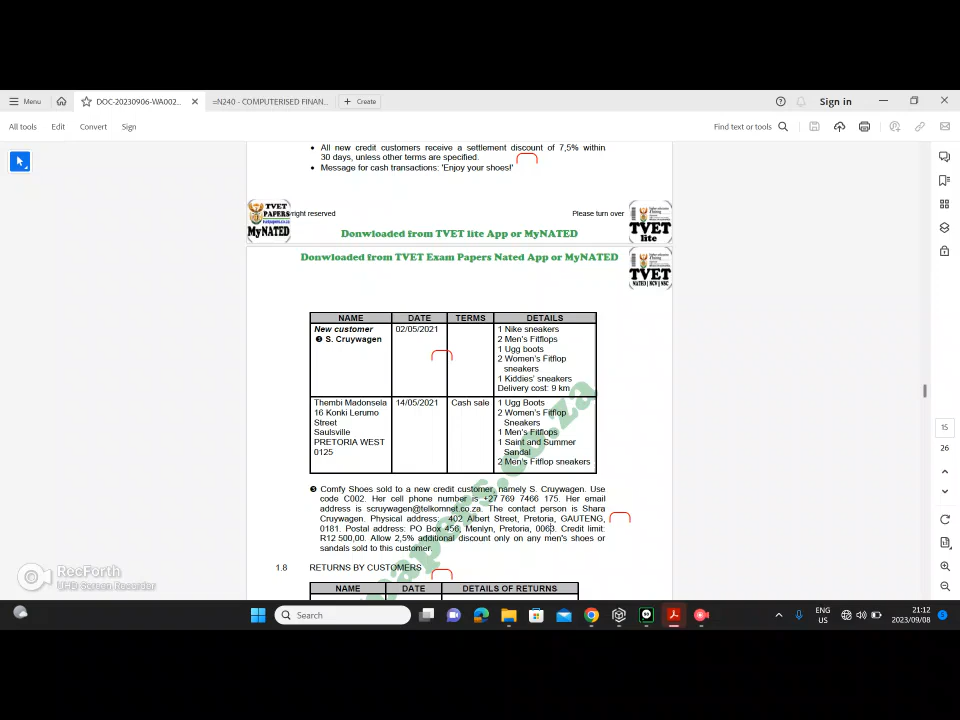 Menu
DOC-20230906-WA002...
=N240 - COMPUTERISED FINAN...
+ Create
Sign in
All tools Edit Convert Sign
Find text or tools
• All new credit customers receive a settlement discount of 7,5% within
30 days, unless other terms are specified.
• Message for cash transactions: 'Enjoy your shoes!'
TVET
PAPERS
MyNATED
right reserved
Please turn over
TVET
lite
Donwloaded from TVET lite App or MyNATED
Donwloaded from TVET Exam Papers Nated App or MyNATED
TVET
NAME DATE TERMS DETAILS
New customer
❸ S. Cruywagen
02/05/2021
1 Nike sneakers
2 Men's Fitflops
1 Ugg boots
2 Women's Fitflop
sneakers
1 Kiddies' sneakers
Delivery cost: 9 km
Thembi Madonsela
16 Konki Lerumo
Street
Saulsville
PRETORIA WEST
0125
14/05/2021
Cash sale
1 Ugg Boots
2 Women's Fitflop
Sneakers
1 Men's Fitflops
1 Saint and Summer
Sandal
2 Men's Fitflop sneakers
❸ Comfy Shoes sold to a new credit customer, namely S. Cruywagen. Use
code C002. Her cell phone number is +27 769 7466 175. Her email
address is scruywagen@telkomnet.co.za. The contact person is Shara
Cruywagen. Physical address: 402 Albert Street, Pretoria, GAUTENG,
0181. Postal address: PO Box 456, Menlyn, Pretoria, 0063. Credit limit:
R12 500,00. Allow 2,5% additional discount only on any men's shoes or
sandals sold to this customer.
1.8 RETURNS BY CUSTOMERS
NAME DATE DETAILS OF RETURNS
apers.co.za
15
26
RecForth
UHD Screen Recorder
Search
ENG
US
21:12
2023/09/08